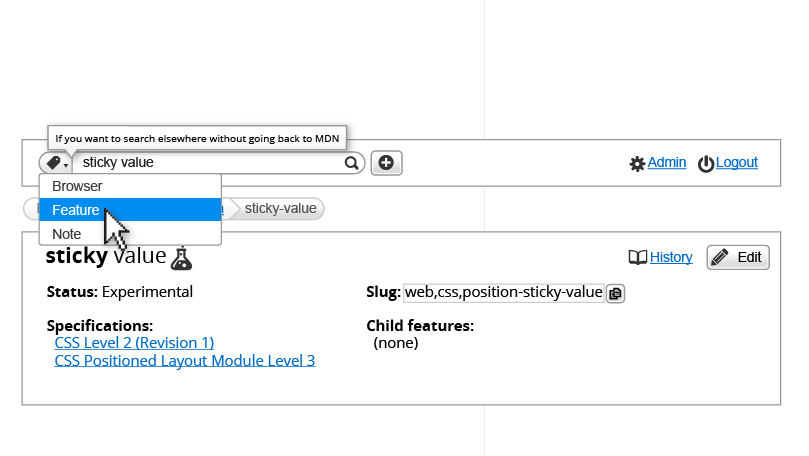 If you want to search elsewhere without going back to MDN
sticky value
Admin
Logout
Browser
Feature
Note
sticky-value
sticky value
History
Edit
Status: Experimental
Slug: web,css,position-sticky-value
Specifications:
CSS Level 2 (Revision 1)
CSS Positioned Layout Module Level 3
Child features:
(none)